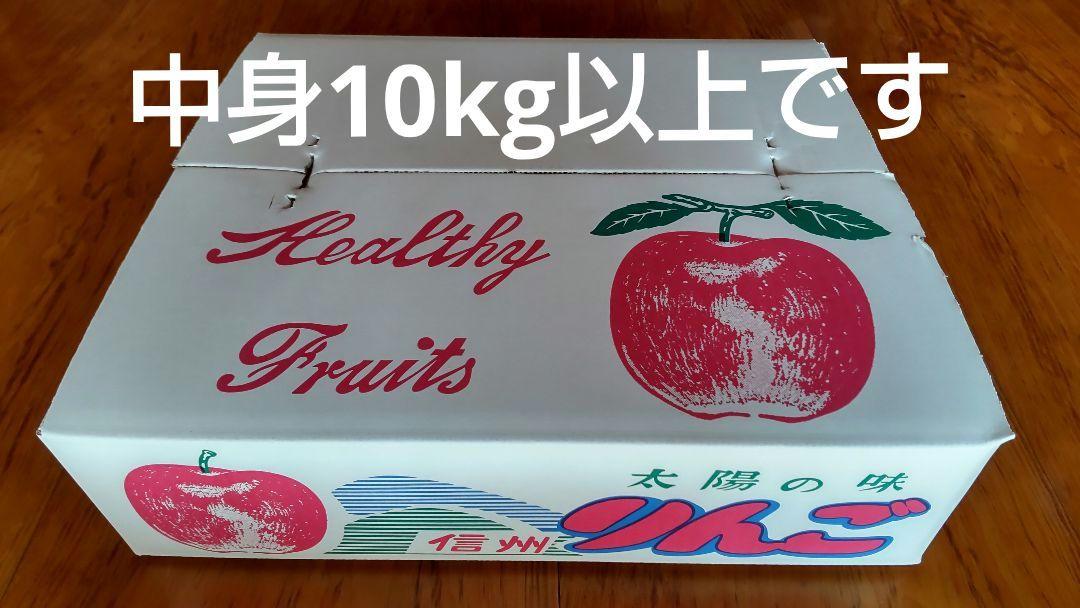 中身10kg以上です
Healthy
Fruits
太陽の味
信州
りんご